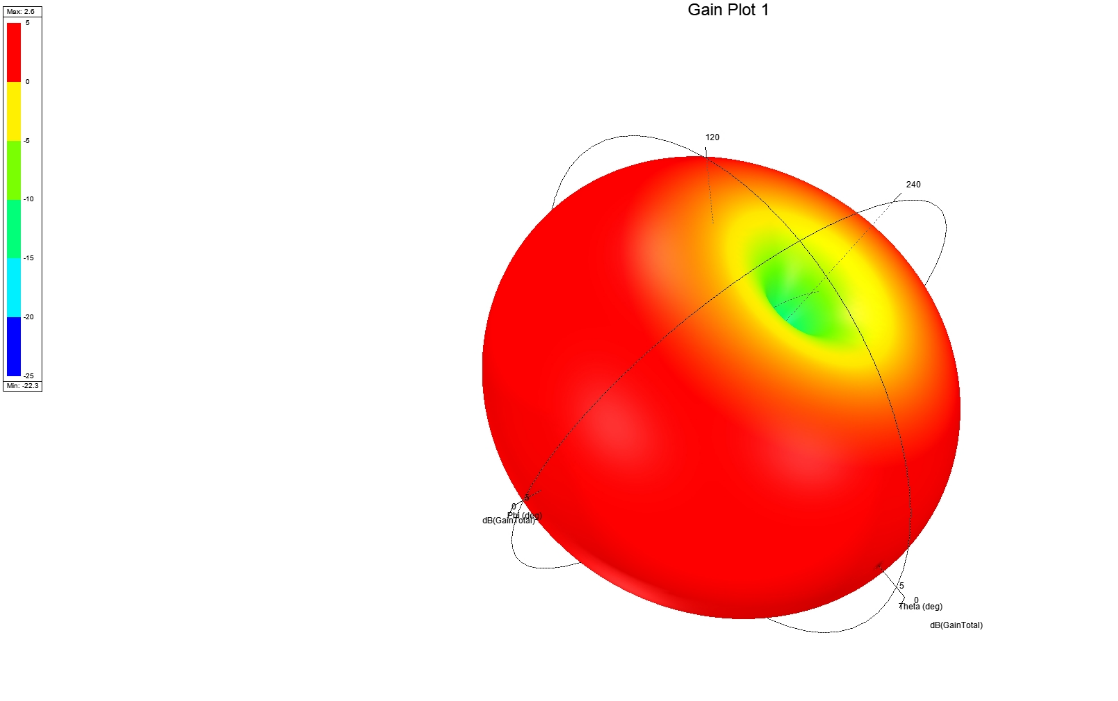 Gain Plot 1
Max: 2.6
5
0
-5
-10
-15
-20
-25
Min: -22.3
120
240
0
Phi (deg)
dB(GainTotal)
5
0
Theta (deg)
dB(GainTotal)